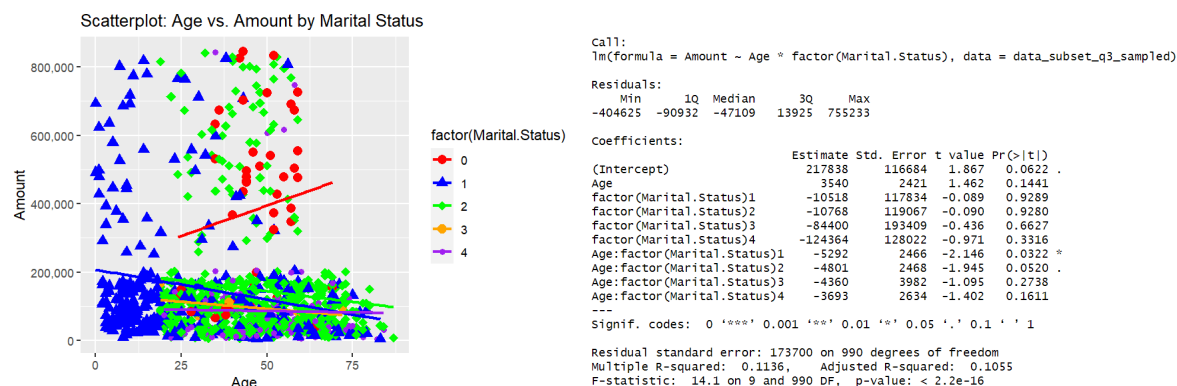 Scatterplot: Age vs. Amount by Marital Status
800,000
600,000
400,000
200,000
0
Amount
0
25
50
75
Age
factor(Marital.Status)
0
1
2
3
4
Call:
lm(formula = Amount ~ Age * factor(Marital.Status), data = data_subset_q3_sampled)
Residuals:
Min 1Q Median 3Q Max
-404625 -90932 -47109 13925 755233
Coefficients:
Estimate Std. Error t value Pr(>|t|)
(Intercept) 217838 116684 1.867 0.0622 .
Age 3540 2421 1.462 0.1441
factor(Marital.Status)1 -10518 117834 -0.089 0.9289
factor(Marital.Status)2 -10768 119067 -0.090 0.9280
factor(Marital.Status)3 -84400 193409 -0.436 0.6627
factor(Marital.Status)4 -124364 128022 -0.971 0.3316
Age:factor(Marital.Status)1 -5292 2466 -2.146 0.0322 *
Age:factor(Marital.Status)2 -4801 2468 -1.945 0.0520 .
Age:factor(Marital.Status)3 -4360 3982 -1.095 0.2738
Age:factor(Marital.Status)4 -3693 2634 -1.402 0.1611
---
Signif. codes: 0 ‘***’ 0.001 ‘**’ 0.01 ‘*’ 0.05 ‘.’ 0.1 ‘ ’ 1
Residual standard error: 173700 on 990 degrees of freedom
Multiple R-squared: 0.1136, Adjusted R-squared: 0.1055
F-statistic: 14.1 on 9 and 990 DF, p-value: < 2.2e-16